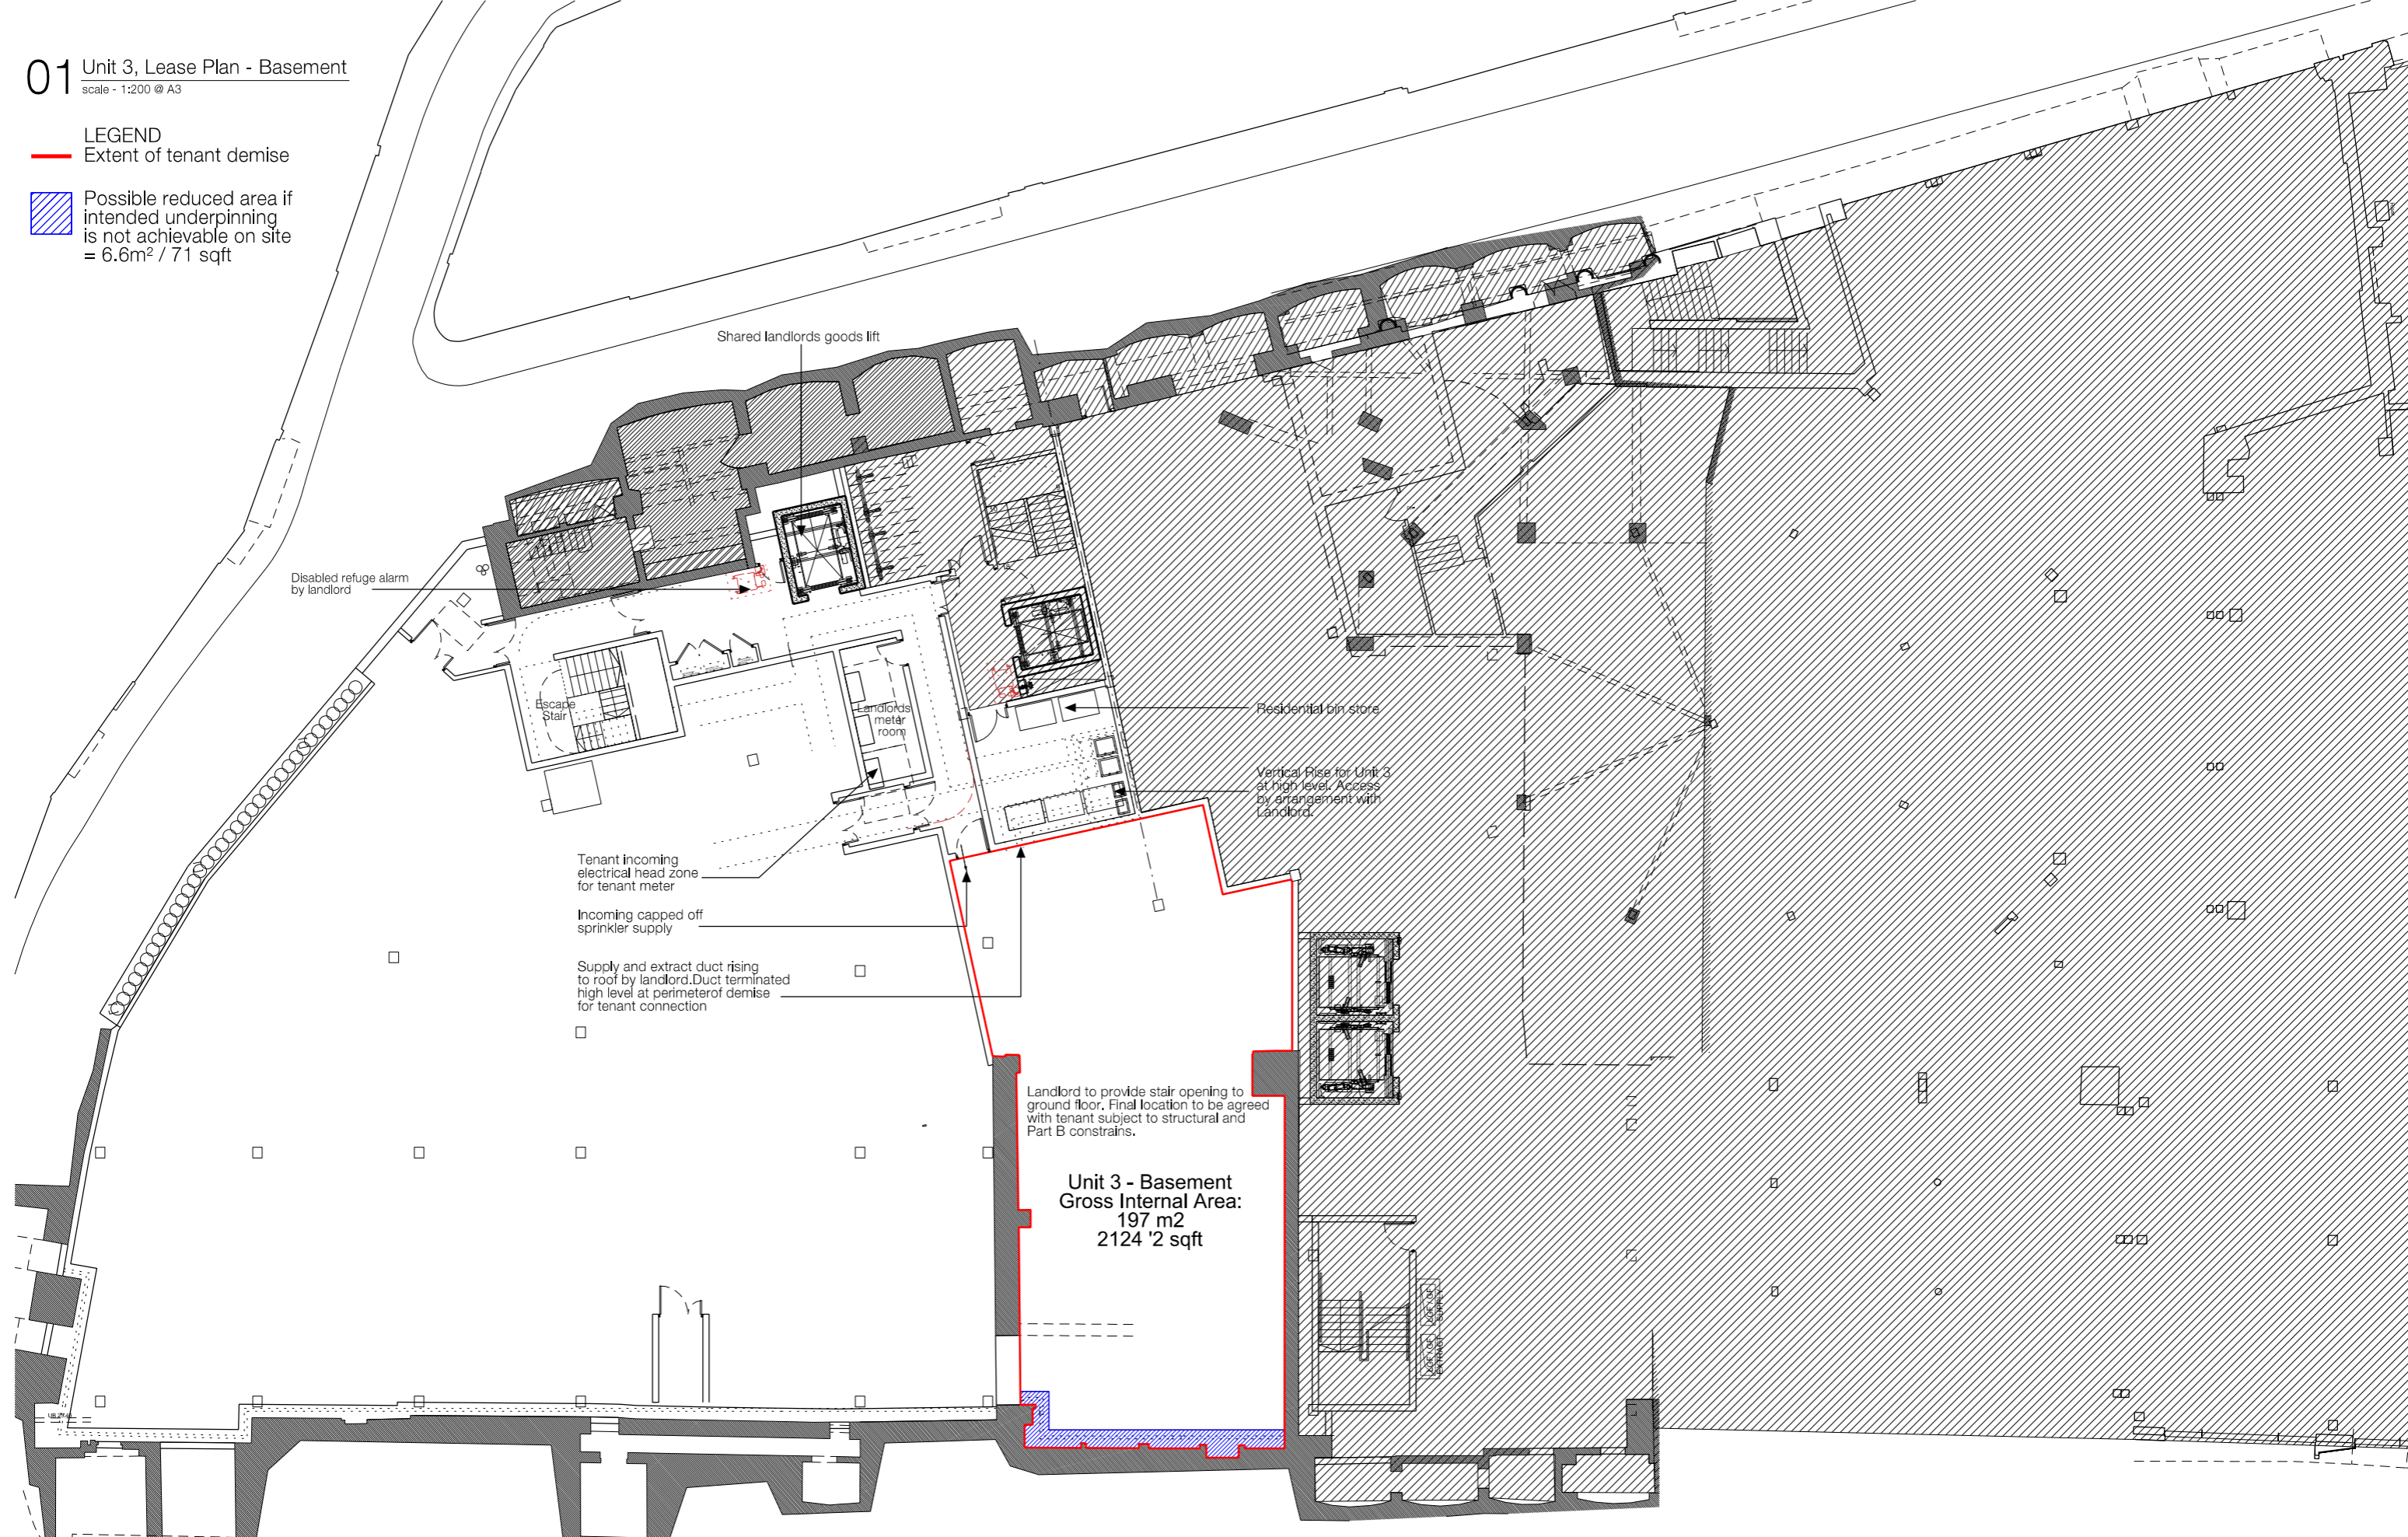 01 Unit 3, Lease Plan - Basement
scale - 1:200 @ A3
LEGEND
Extent of tenant demise
Possible reduced area if
intended underpinning
is not achievable on site
= 6.6m² / 71 sqft
Shared landlords goods lift
Disabled refuge alarm
by landlord
Escape
Stair
Landlords
meter
room
Residential bin store
Vertical Rise for Unit 3
at high level. Access
by arrangement with
Landlord.
Tenant incoming
electrical head zone
for tenant meter
Incoming capped off
sprinkler supply
Supply and extract duct rising
to roof by landlord.Duct terminated
high level at perimeterof demise
for tenant connection
Landlord to provide stair opening to
ground floor. Final location to be agreed
with tenant subject to structural and
Part B constrains.
Unit 3 - Basement
Gross Internal Area:
197 m2
2124 '2 sqft
LGF / GF
SUPPLY
LGF / GF
EXTRACT